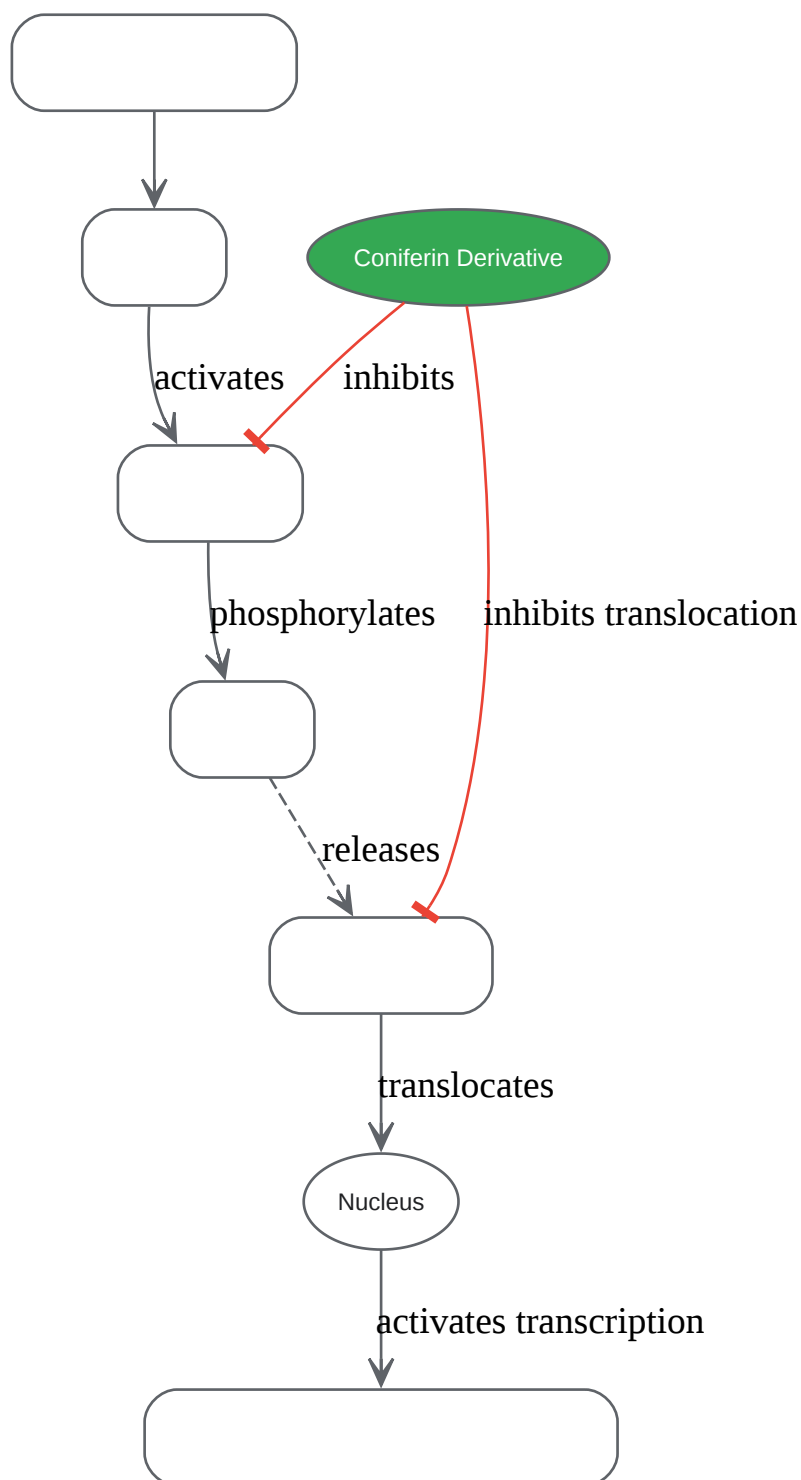 Coniferin Derivative
activates
inhibits
phosphorylates
inhibits translocation
releases
translocates
Nucleus
activates transcription